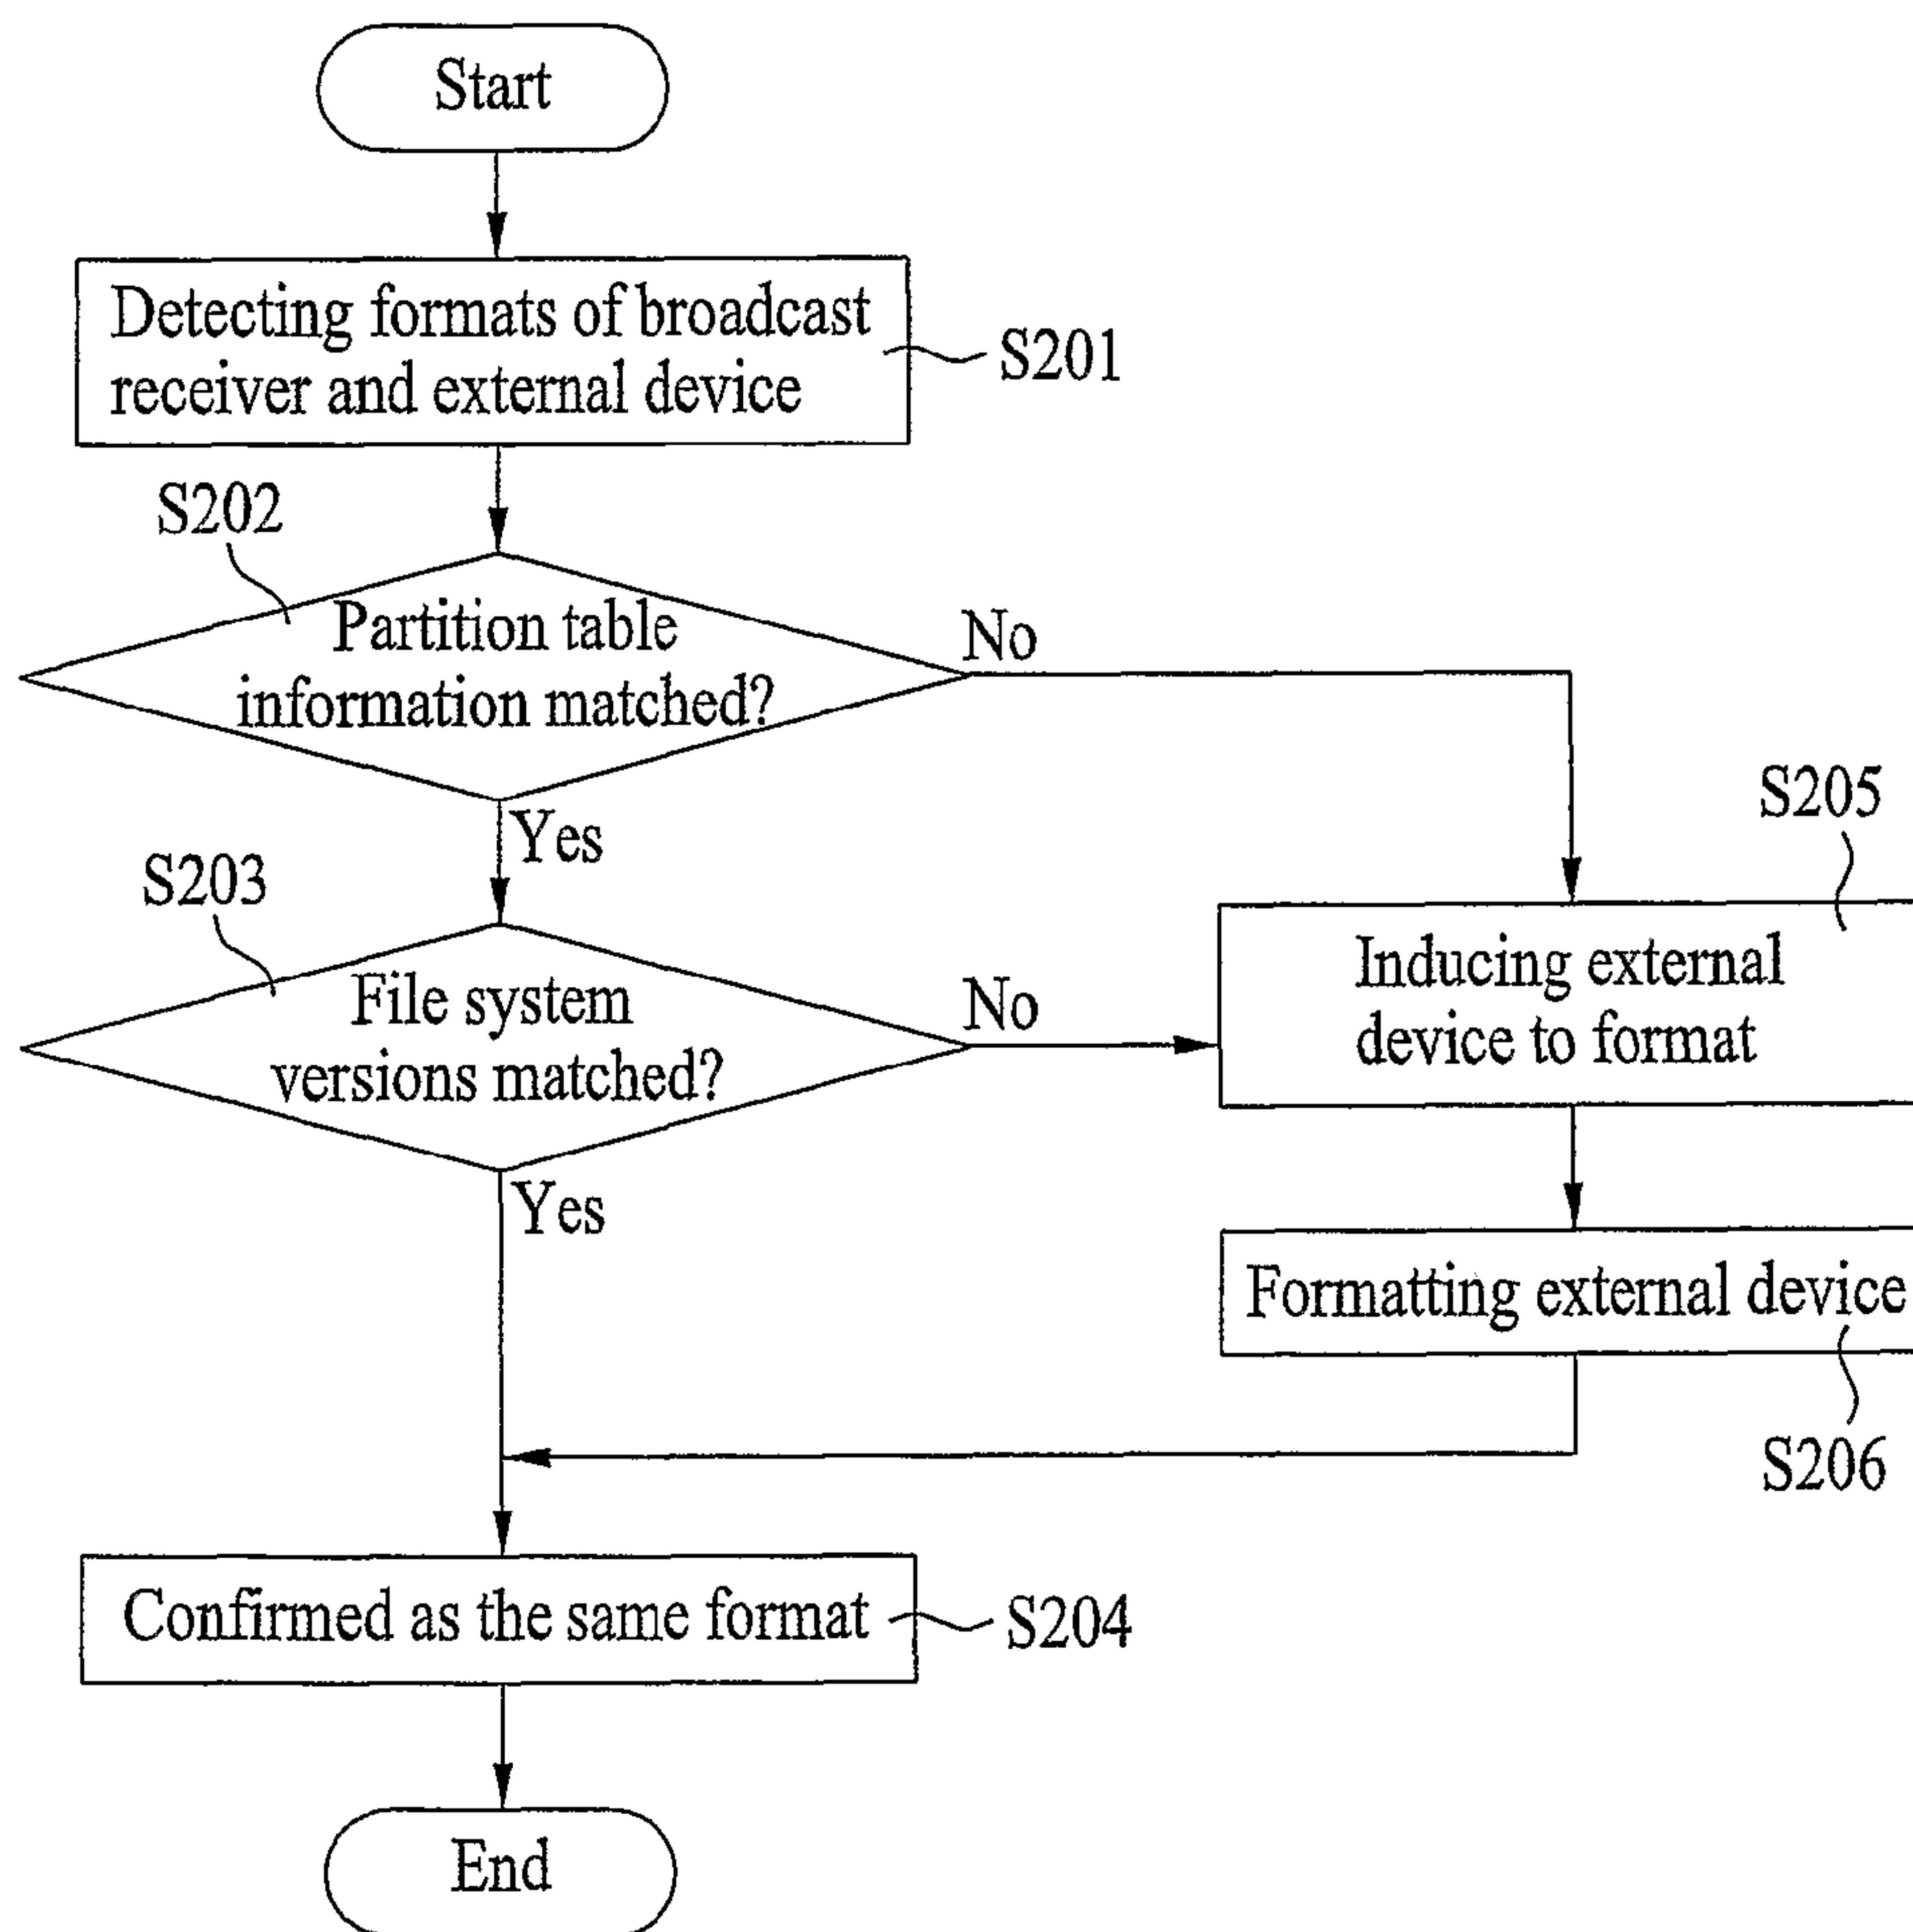 Start
Detecting formats of broadcast
receiver and external device
S201
S202
Partition table
information matched?
No
Yes
S203
File system
versions matched?
No
Yes
S205
Inducing external
device to format
Formatting external device
S206
Confirmed as the same format
S204
End